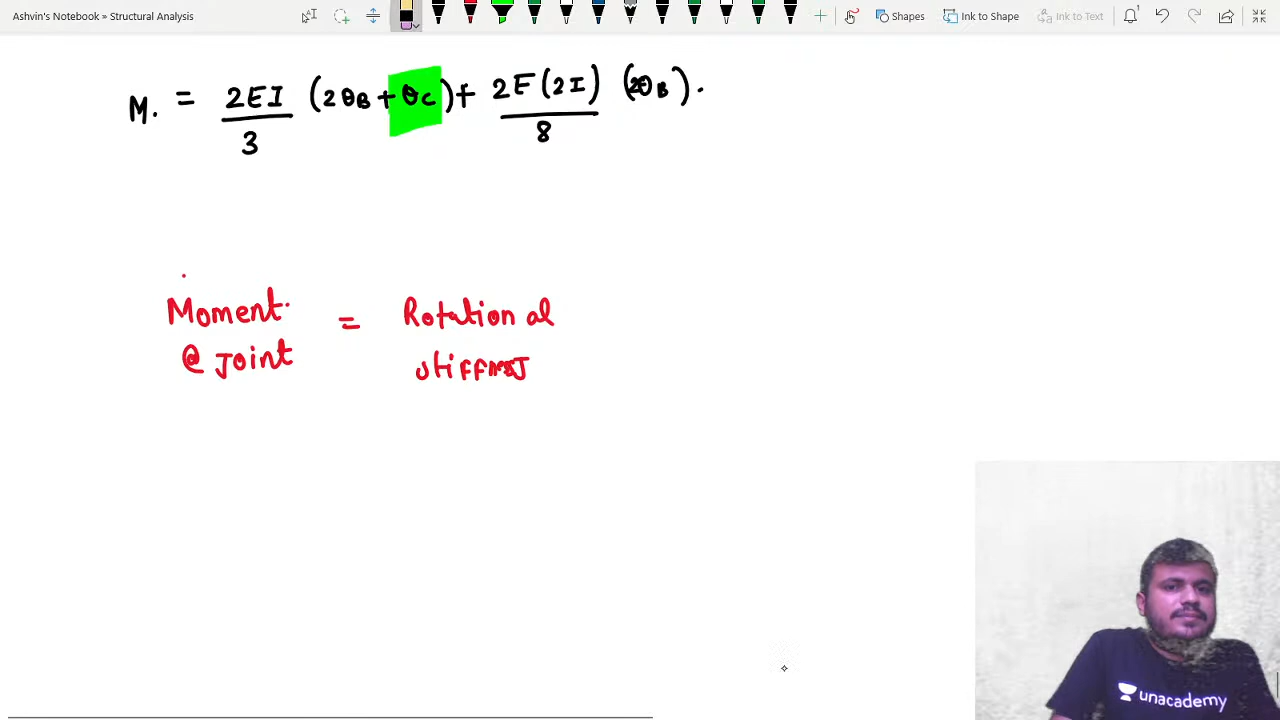 Ashvin's Notebook » Structural Analysis
Shapes
Ink to Shape
Ink to Text
M. = 2EI/3 (2θB + θC) + 2E(2I)/8 (2θB).
Moment. = Rotational
@ Joint stiffness
unacademy